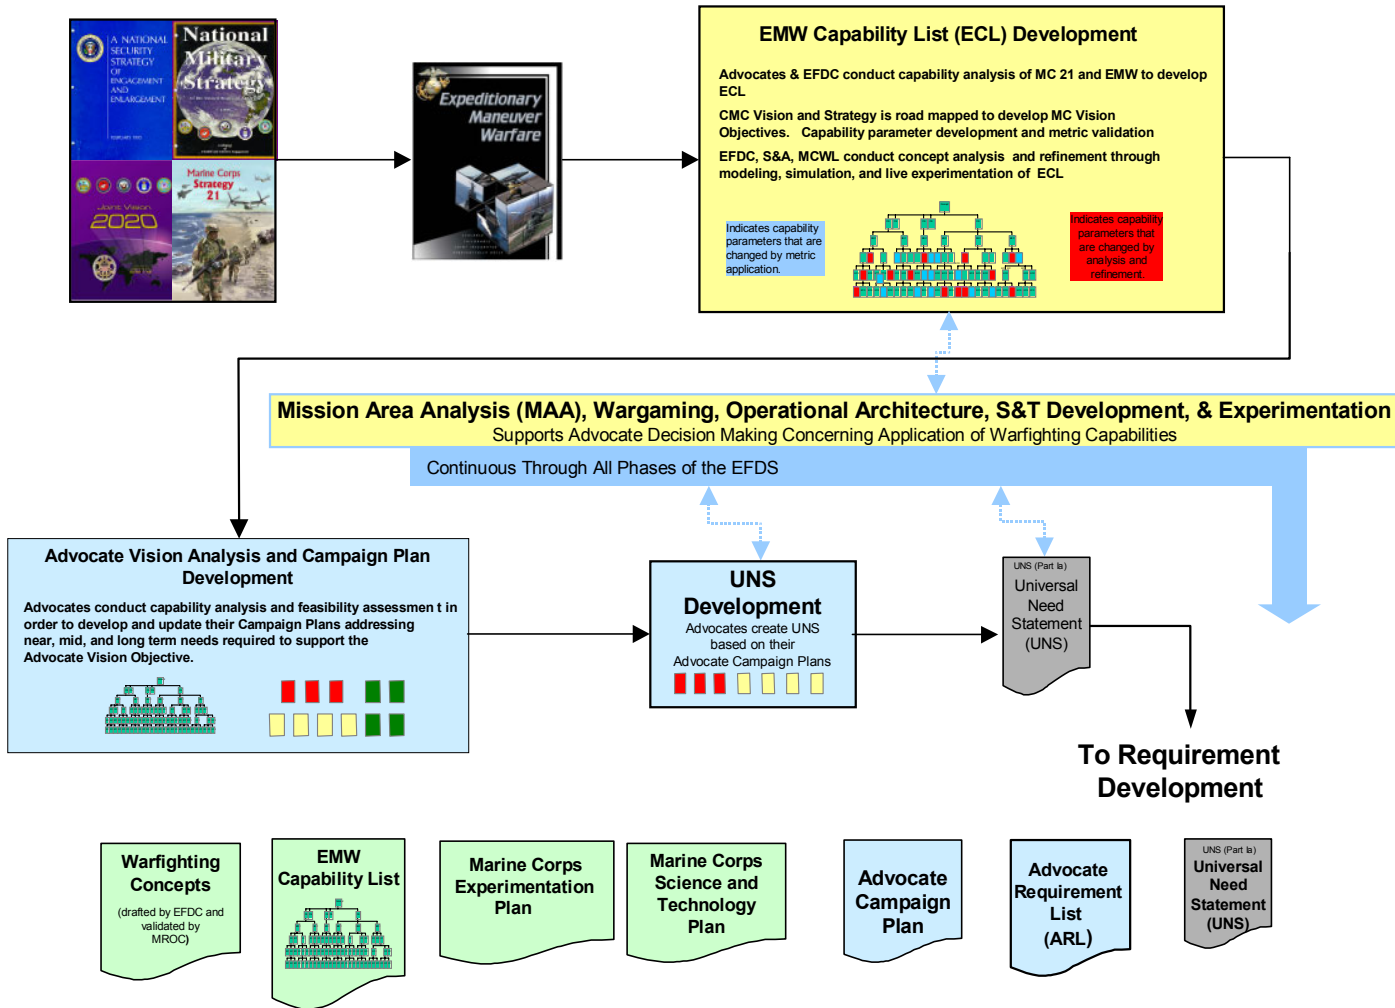 A NATIONAL
SECURITY
STRATEGY
OF
ENGAGEMENT
AND
ENLARGEMENT
National
Military
Strategy
Joint Vision
2020
Marine Corps
Strategy
21
Expeditionary
Maneuver
Warfare
EMW Capability List (ECL) Development
Advocates & EFDC conduct capability analysis of MC 21 and EMW to develop
ECL
CMC Vision and Strategy is road mapped to develop MC Vision
Objectives. Capability parameter development and metric validation
EFDC, S&A, MCWL conduct concept analysis and refinement through
modeling, simulation, and live experimentation of ECL
Indicates capability
parameters that are
changed by metric
application.
Indicates capability
parameters that
are changed by
analysis and
refinement.
Mission Area Analysis (MAA), Wargaming, Operational Architecture, S&T Development, & Experimentation
Supports Advocate Decision Making Concerning Application of Warfighting Capabilities
Continuous Through All Phases of the EFDS
Advocate Vision Analysis and Campaign Plan
Development
Advocates conduct capability analysis and feasibility assessmen t in
order to develop and update their Campaign Plans addressing
near, mid, and long term needs required to support the
Advocate Vision Objective.
UNS
Development
Advocates create UNS
based on their
Advocate Campaign Plans
UNS (Part Ia)
Universal
Need
Statement
(UNS)
To Requirement
Development
Warfighting
Concepts
(drafted by EFDC and
validated by
MROC)
EMW
Capability List
Marine Corps
Experimentation
Plan
Marine Corps
Science and
Technology
Plan
Advocate
Campaign
Plan
Advocate
Requirement
List
(ARL)
UNS (Part Ia)
Universal
Need
Statement
(UNS)